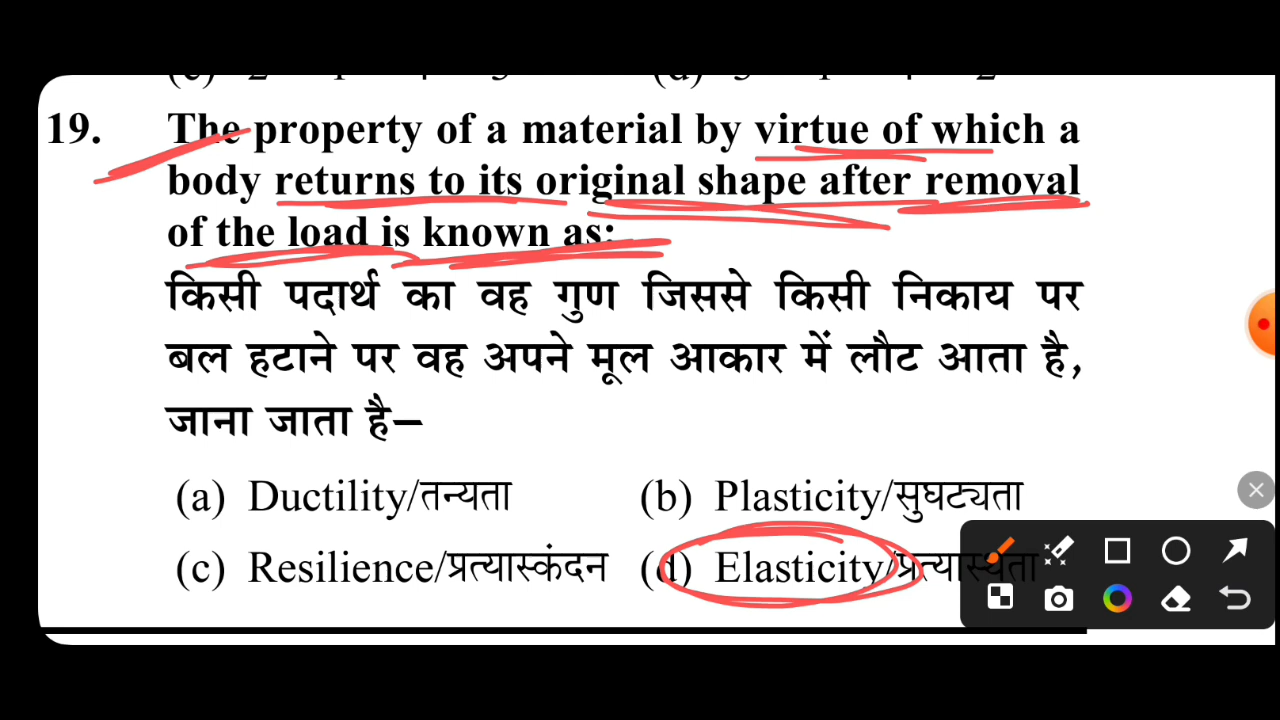 19. The property of a material by virtue of which a
body returns to its original shape after removal
of the load is known as:
किसी पदार्थ का वह गुण जिससे किसी निकाय पर
बल हटाने पर वह अपने मूल आकार में लौट आता है,
जाना जाता है–
(a) Ductility/तन्यता (b) Plasticity/सुघट्यता
(c) Resilience/प्रत्यास्कंदन (d) Elasticity/प्रत्यास्थता